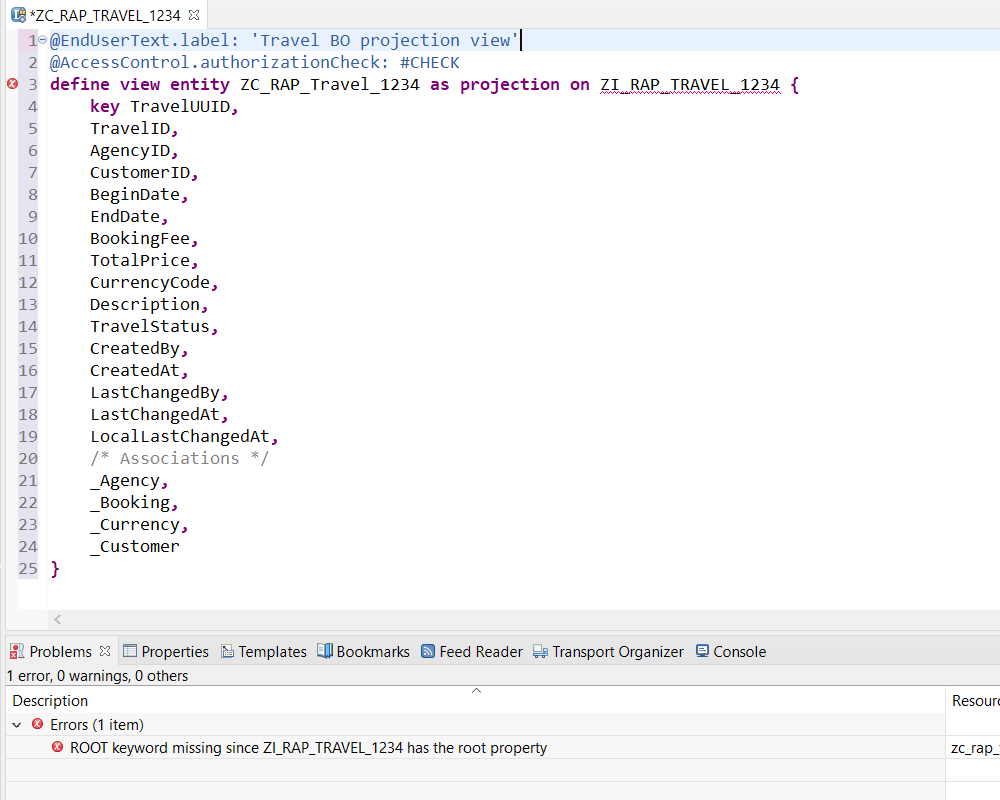 *ZC_RAP_TRAVEL_1234
1 @EndUserText.label: 'Travel BO projection view'
2 @AccessControl.authorizationCheck: #CHECK
3 define view entity ZC_RAP_Travel_1234 as projection on ZI_RAP_TRAVEL_1234 {
4 key TravelUUID,
5 TravelID,
6 AgencyID,
7 CustomerID,
8 BeginDate,
9 EndDate,
10 BookingFee,
11 TotalPrice,
12 CurrencyCode,
13 Description,
14 TravelStatus,
15 CreatedBy,
16 CreatedAt,
17 LastChangedBy,
18 LastChangedAt,
19 LocalLastChangedAt,
20 /* Associations */
21 _Agency,
22 _Booking,
23 _Currency,
24 _Customer
25 }
Problems Properties Templates Bookmarks Feed Reader Transport Organizer Console
1 error, 0 warnings, 0 others
Description Resourc
Errors (1 item)
ROOT keyword missing since ZI_RAP_TRAVEL_1234 has the root property zc_rap_